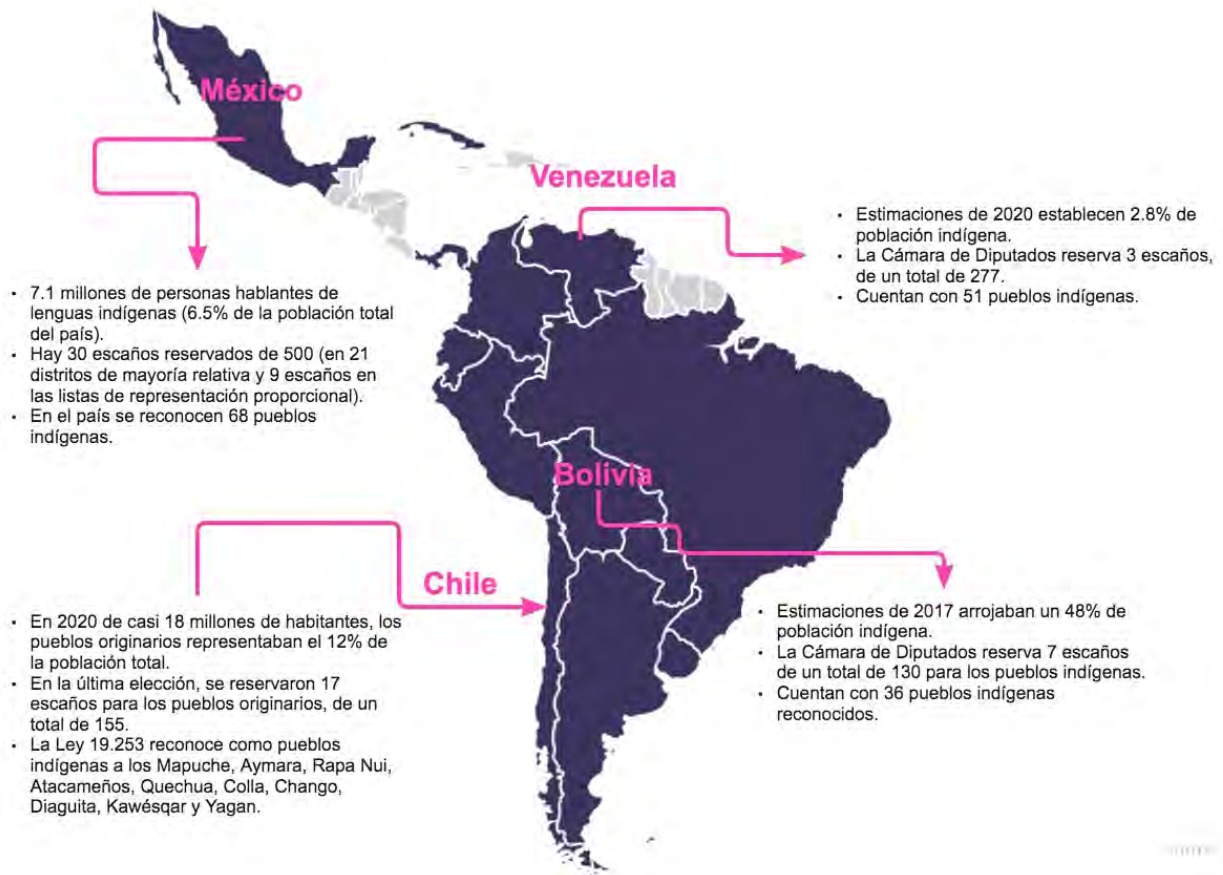 México
Venezuela
· Estimaciones de 2020 establecen 2.8% de
población indígena.
· La Cámara de Diputados reserva 3 escaños,
de un total de 277.
· Cuentan con 51 pueblos indígenas.
· 7.1 millones de personas hablantes de
lenguas indígenas (6.5% de la población total
del país).
· Hay 30 escaños reservados de 500 (en 21
distritos de mayoría relativa y 9 escaños en
las listas de representación proporcional).
· En el país se reconocen 68 pueblos
indígenas.
Bolivia
Chile
· En 2020 de casi 18 millones de habitantes, los
pueblos originarios representaban el 12% de
la población total.
· En la última elección, se reservaron 17
escaños para los pueblos originarios, de un
total de 155.
· La Ley 19.253 reconoce como pueblos
indígenas a los Mapuche, Aymara, Rapa Nui,
Atacameños, Quechua, Colla, Chango,
Diaguita, Kawésqar y Yagan.
· Estimaciones de 2017 arrojaban un 48% de
población indígena.
· La Cámara de Diputados reserva 7 escaños
de un total de 130 para los pueblos indígenas.
· Cuentan con 36 pueblos indígenas
reconocidos.